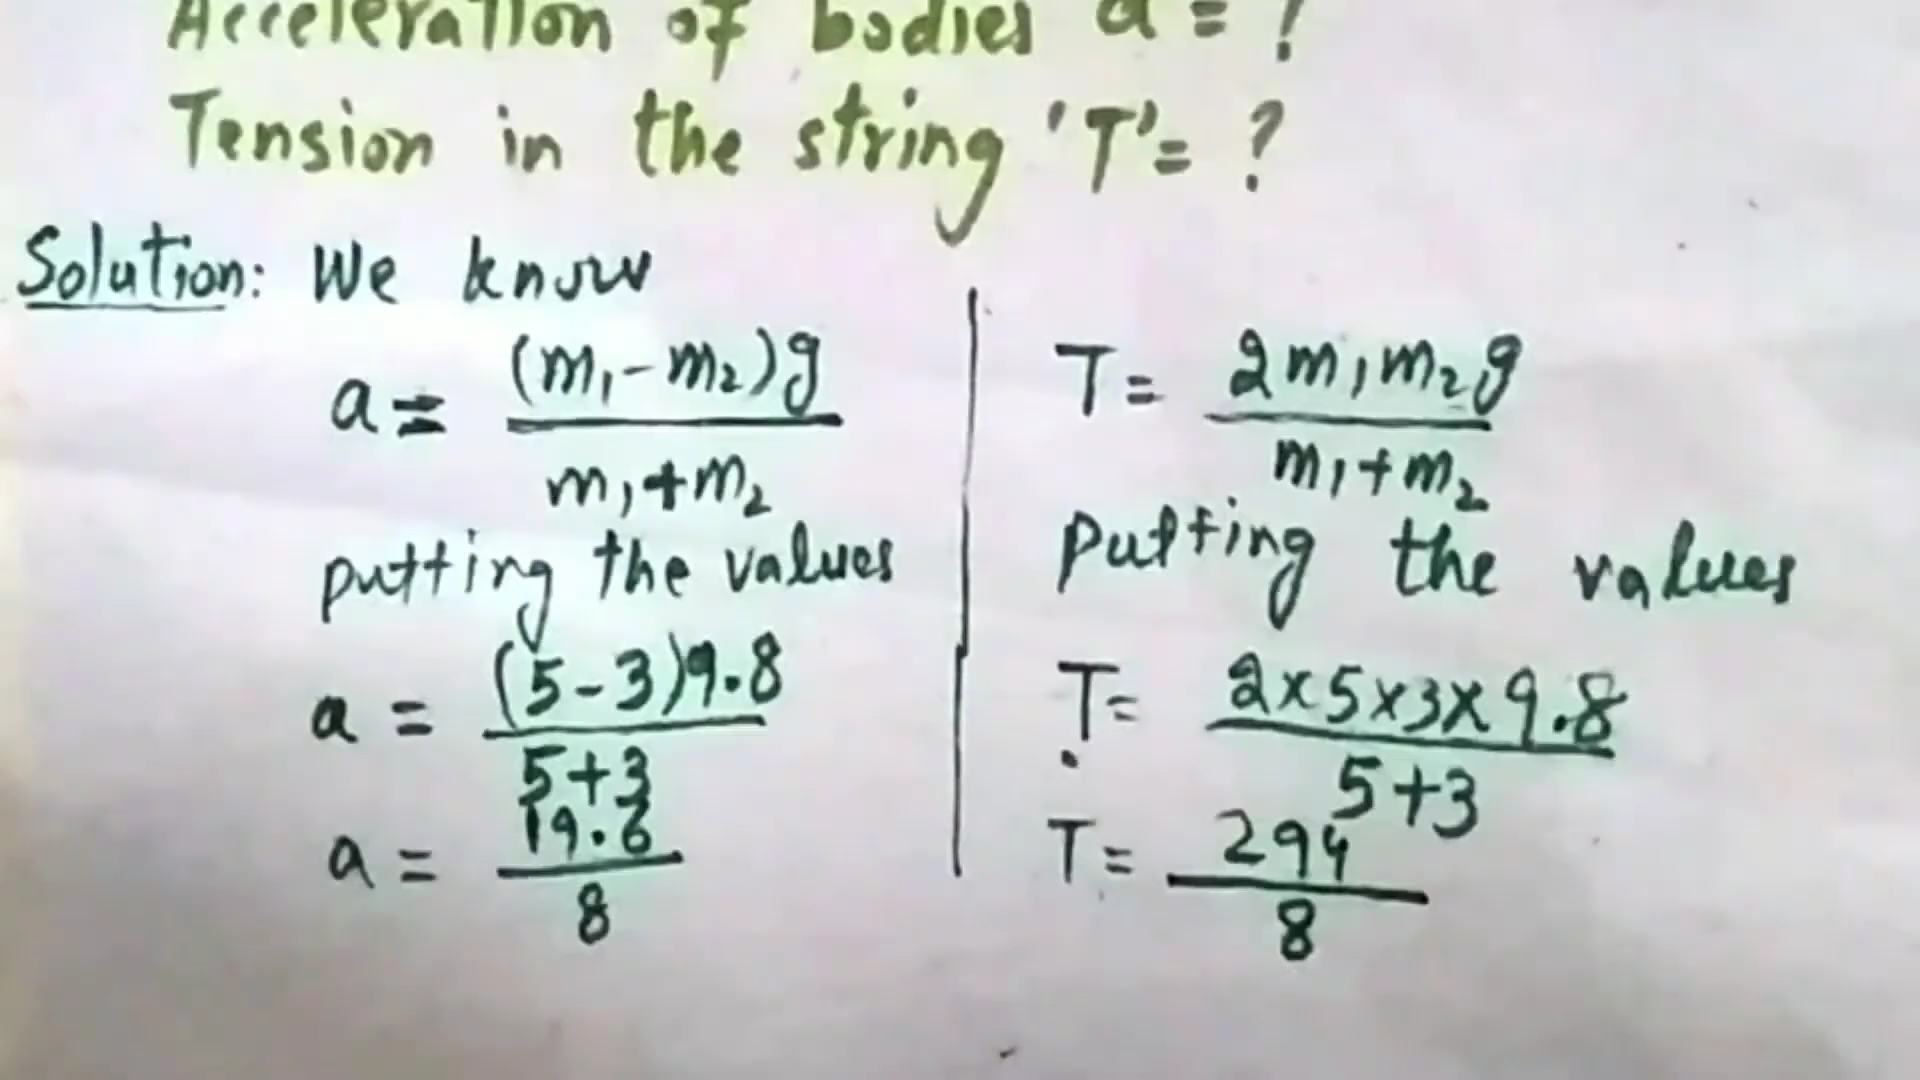 Acceleration of bodies a = ?
Tension in the string 'T' = ?
Solution: We know
a = (m₁-m₂)g / m₁+m₂
putting the values
a = (5-3)9.8 / 5+3
a = 19.6 / 8
T = 2m₁m₂g / m₁+m₂
putting the values
T = 2×5×3×9.8 / 5+3
T = 294 / 8